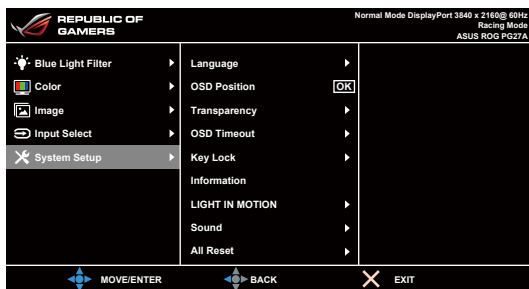 REPUBLIC OF
GAMERS
Normal Mode DisplayPort 3840 x 2160@ 60Hz
Racing Mode
ASUS ROG PG27A
Blue Light Filter
Color
Image
Input Select
System Setup
Language
OSD Position OK
Transparency
OSD Timeout
Key Lock
Information
LIGHT IN MOTION
Sound
All Reset
MOVE/ENTER BACK EXIT